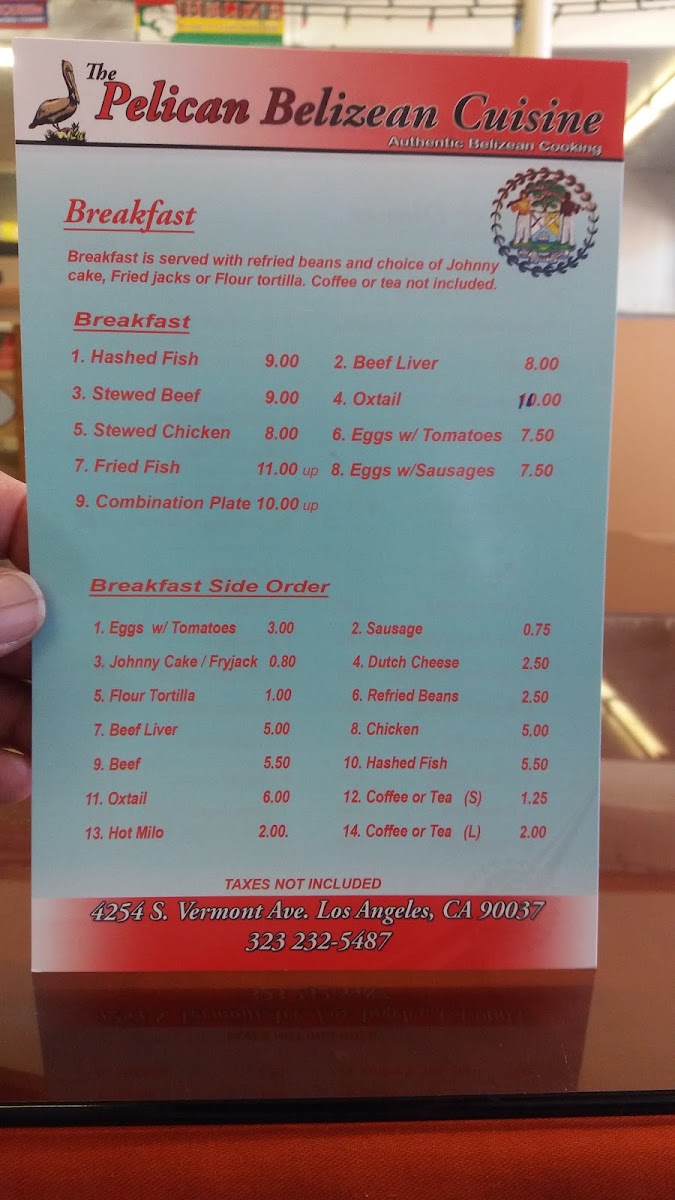 The
Pelican Belizean Cuisine
Authentic Belizean Cooking
Breakfast
Breakfast is served with refried beans and choice of Johnny
cake, Fried jacks or Flour tortilla. Coffee or tea not included.
Breakfast
1. Hashed Fish 9.00 2. Beef Liver 8.00
3. Stewed Beef 9.00 4. Oxtail 10.00
5. Stewed Chicken 8.00 6. Eggs w/ Tomatoes 7.50
7. Fried Fish 11.00 up 8. Eggs w/Sausages 7.50
9. Combination Plate 10.00 up
Breakfast Side Order
1. Eggs w/ Tomatoes 3.00 2. Sausage 0.75
3. Johnny Cake / Fryjack 0.80 4. Dutch Cheese 2.50
5. Flour Tortilla 1.00 6. Refried Beans 2.50
7. Beef Liver 5.00 8. Chicken 5.00
9. Beef 5.50 10. Hashed Fish 5.50
11. Oxtail 6.00 12. Coffee or Tea (S) 1.25
13. Hot Milo 2.00. 14. Coffee or Tea (L) 2.00
TAXES NOT INCLUDED
4254 S. Vermont Ave. Los Angeles, CA 90037
323 232-5487